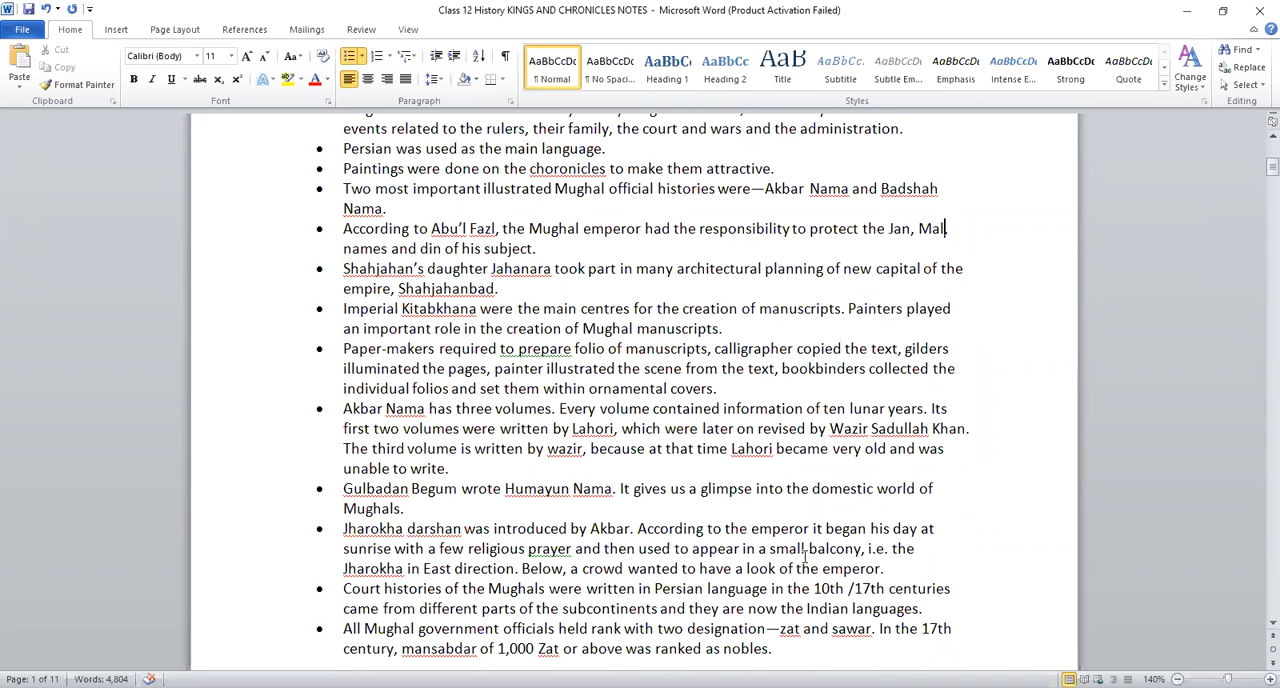 Class 12 History KINGS AND CHRONICLES NOTES - Microsoft Word (Product Activation Failed)
File Home Insert Page Layout References Mailings Review View
Cut
Copy
Format Painter
Paste
Calibri (Body) 11
AaBbCcDc AaBbCcDc AaBbCc AaBbCc AaB AaBbCc. AaBbCcDc AaBbCcDc AaBbCcDc AaBbCcDc AaBbCcDc
¶ Normal ¶ No Spaci... Heading 1 Heading 2 Title Subtitle Subtle Em... Emphasis Intense E... Strong Quote
Change Styles
Find
Replace
Select
Clipboard Font Paragraph Styles Editing
events related to the rulers, their family, the court and wars and the administration.
• Persian was used as the main language.
• Paintings were done on the choronicles to make them attractive.
• Two most important illustrated Mughal official histories were—Akbar Nama and Badshah
Nama.
• According to Abu’l Fazl, the Mughal emperor had the responsibility to protect the Jan, Mal,
names and din of his subject.
• Shahjahan’s daughter Jahanara took part in many architectural planning of new capital of the
empire, Shahjahanbad.
• Imperial Kitabkhana were the main centres for the creation of manuscripts. Painters played
an important role in the creation of Mughal manuscripts.
• Paper-makers required to prepare folio of manuscripts, calligrapher copied the text, gilders
illuminated the pages, painter illustrated the scene from the text, bookbinders collected the
individual folios and set them within ornamental covers.
• Akbar Nama has three volumes. Every volume contained information of ten lunar years. Its
first two volumes were written by Lahori, which were later on revised by Wazir Sadullah Khan.
The third volume is written by wazir, because at that time Lahori became very old and was
unable to write.
• Gulbadan Begum wrote Humayun Nama. It gives us a glimpse into the domestic world of
Mughals.
• Jharokha darshan was introduced by Akbar. According to the emperor it began his day at
sunrise with a few religious prayer and then used to appear in a small balcony, i.e. the
Jharokha in East direction. Below, a crowd wanted to have a look of the emperor.
• Court histories of the Mughals were written in Persian language in the 10th /17th centuries
came from different parts of the subcontinents and they are now the Indian languages.
• All Mughal government officials held rank with two designation—zat and sawar. In the 17th
century, mansabdar of 1,000 Zat or above was ranked as nobles.
Page: 1 of 11 Words: 4,804 140%